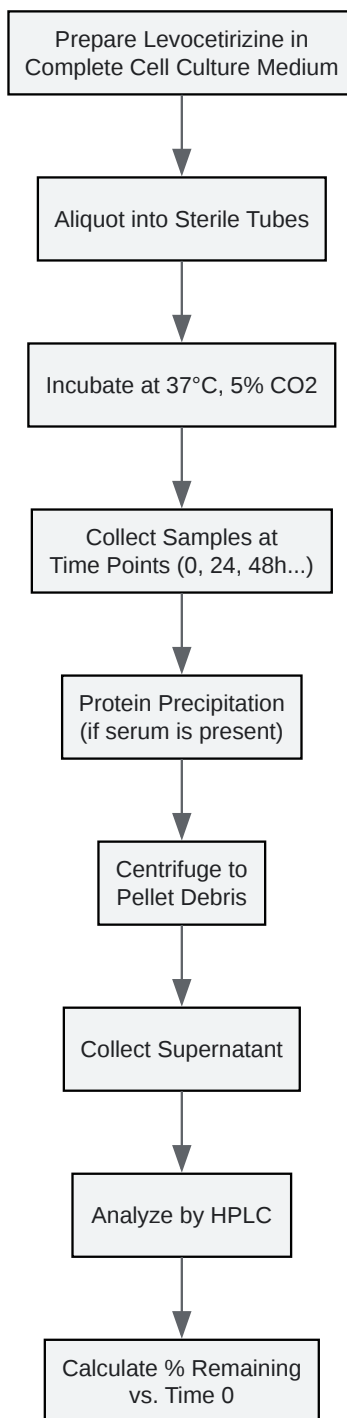 Prepare Levocetirizine in
Complete Cell Culture Medium
Aliquot into Sterile Tubes
Incubate at 37°C, 5% CO2
Collect Samples at
Time Points (0, 24, 48h...)
Protein Precipitation
(if serum is present)
Centrifuge to
Pellet Debris
Collect Supernatant
Analyze by HPLC
Calculate % Remaining
vs. Time 0